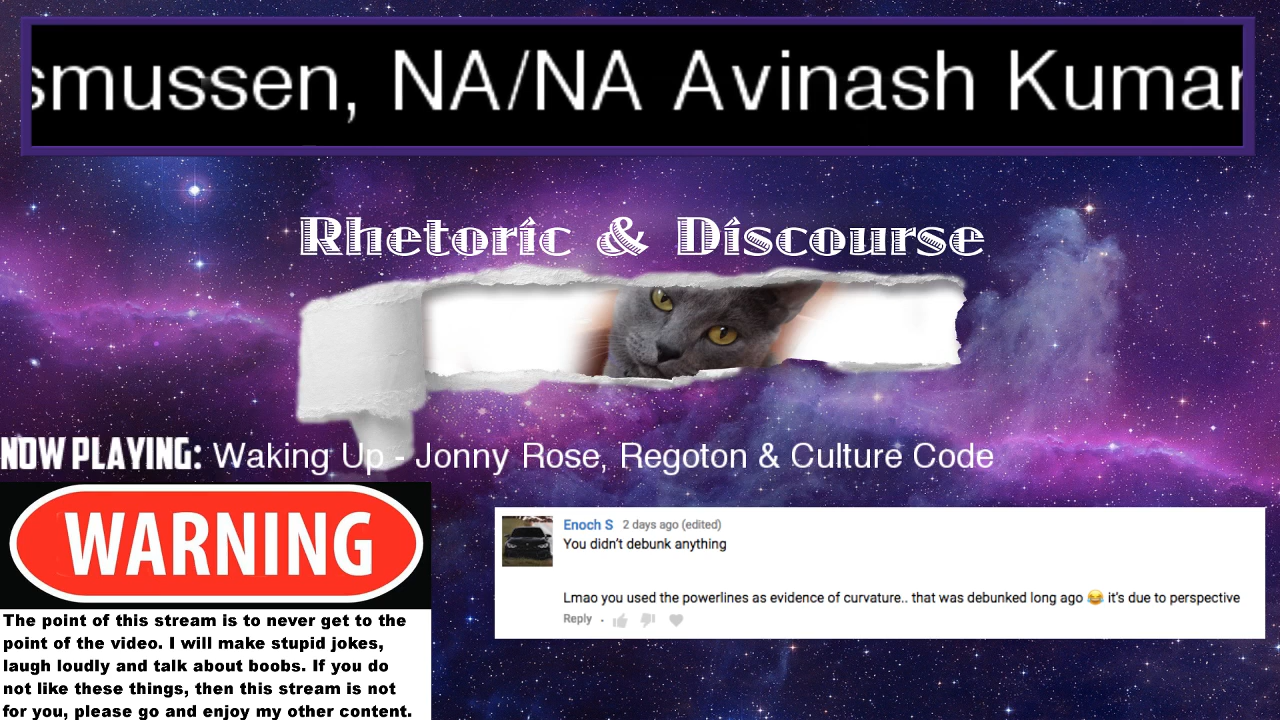 smussen, NA/NA Avinash Kumar
Rhetoric & Discourse
NOW PLAYING: Waking Up - Jonny Rose, Regoton & Culture Code
WARNING
The point of this stream is to never get to the
point of the video. I will make stupid jokes,
laugh loudly and talk about boobs. If you do
not like these things, then this stream is not
for you, please go and enjoy my other content.
Enoch S 2 days ago (edited)
You didn't debunk anything
Lmao you used the powerlines as evidence of curvature.. that was debunked long ago 😂 it's due to perspective
Reply